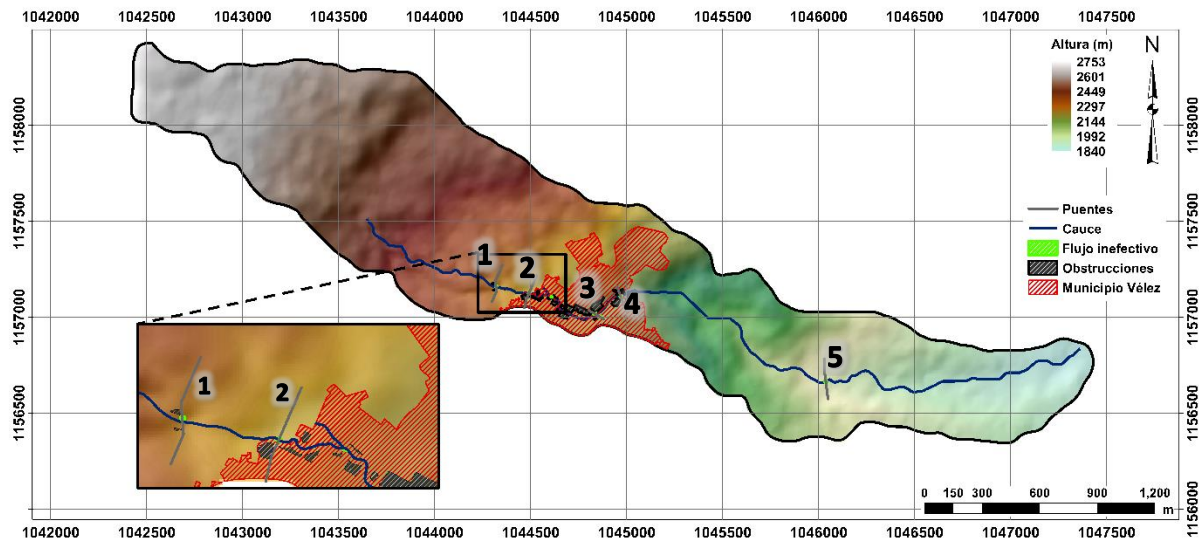 1042000 1042500 1043000 1043500 1044000 1044500 1045000 1045500 1046000 1046500 1047000 1047500
Altura (m)
N
2753
2601
2449
2297
2144
1992
1840
1158000
1158000
1157500
1157500
Puentes
Cauce
Flujo inefectivo
Obstrucciones
Municipio Vélez
1 2 3 4
1157000
1157000
5
1 2
1156500
1156500
0 150 300 600 900 1,200
m
1156000
1156000
1042000 1042500 1043000 1043500 1044000 1044500 1045000 1045500 1046000 1046500 1047000 1047500